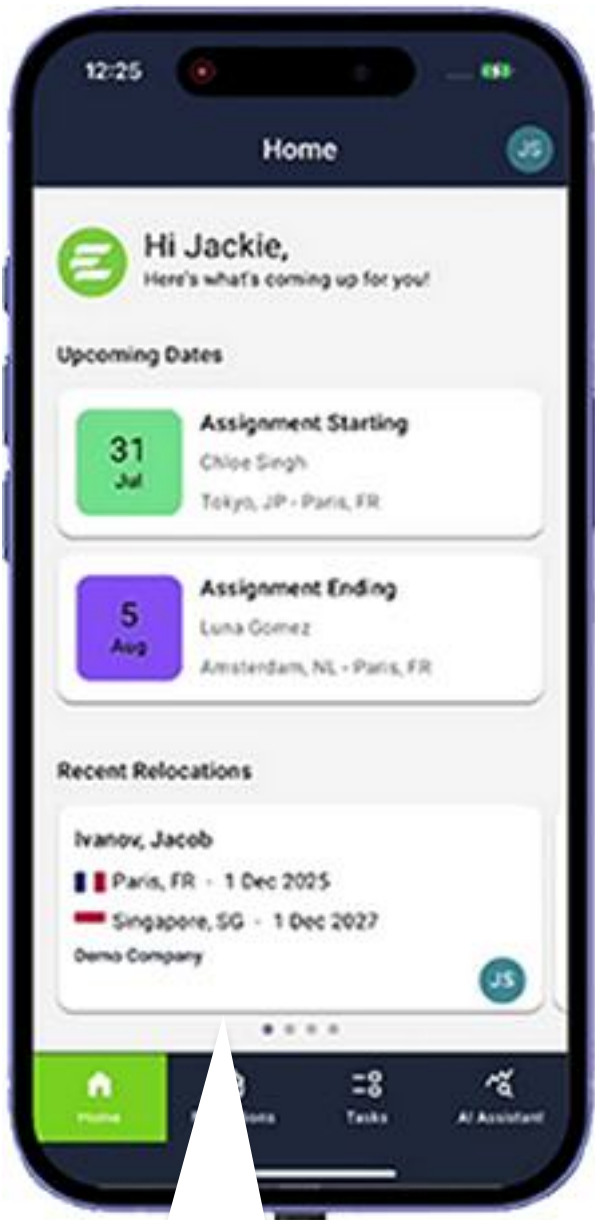 12:25
Home
JS
Hi Jackie,
Here's what's coming up for you!
Upcoming Dates
31
Jul
Assignment Starting
Chloe Singh
Tokyo, JP - Paris, FR
5
Aug
Assignment Ending
Luna Gomez
Amsterdam, NL - Paris, FR
Recent Relocations
Ivanov, Jacob
Paris, FR - 1 Dec 2025
Singapore, SG - 1 Dec 2027
Demo Company
JS
Home
Tasks
AI Assistant